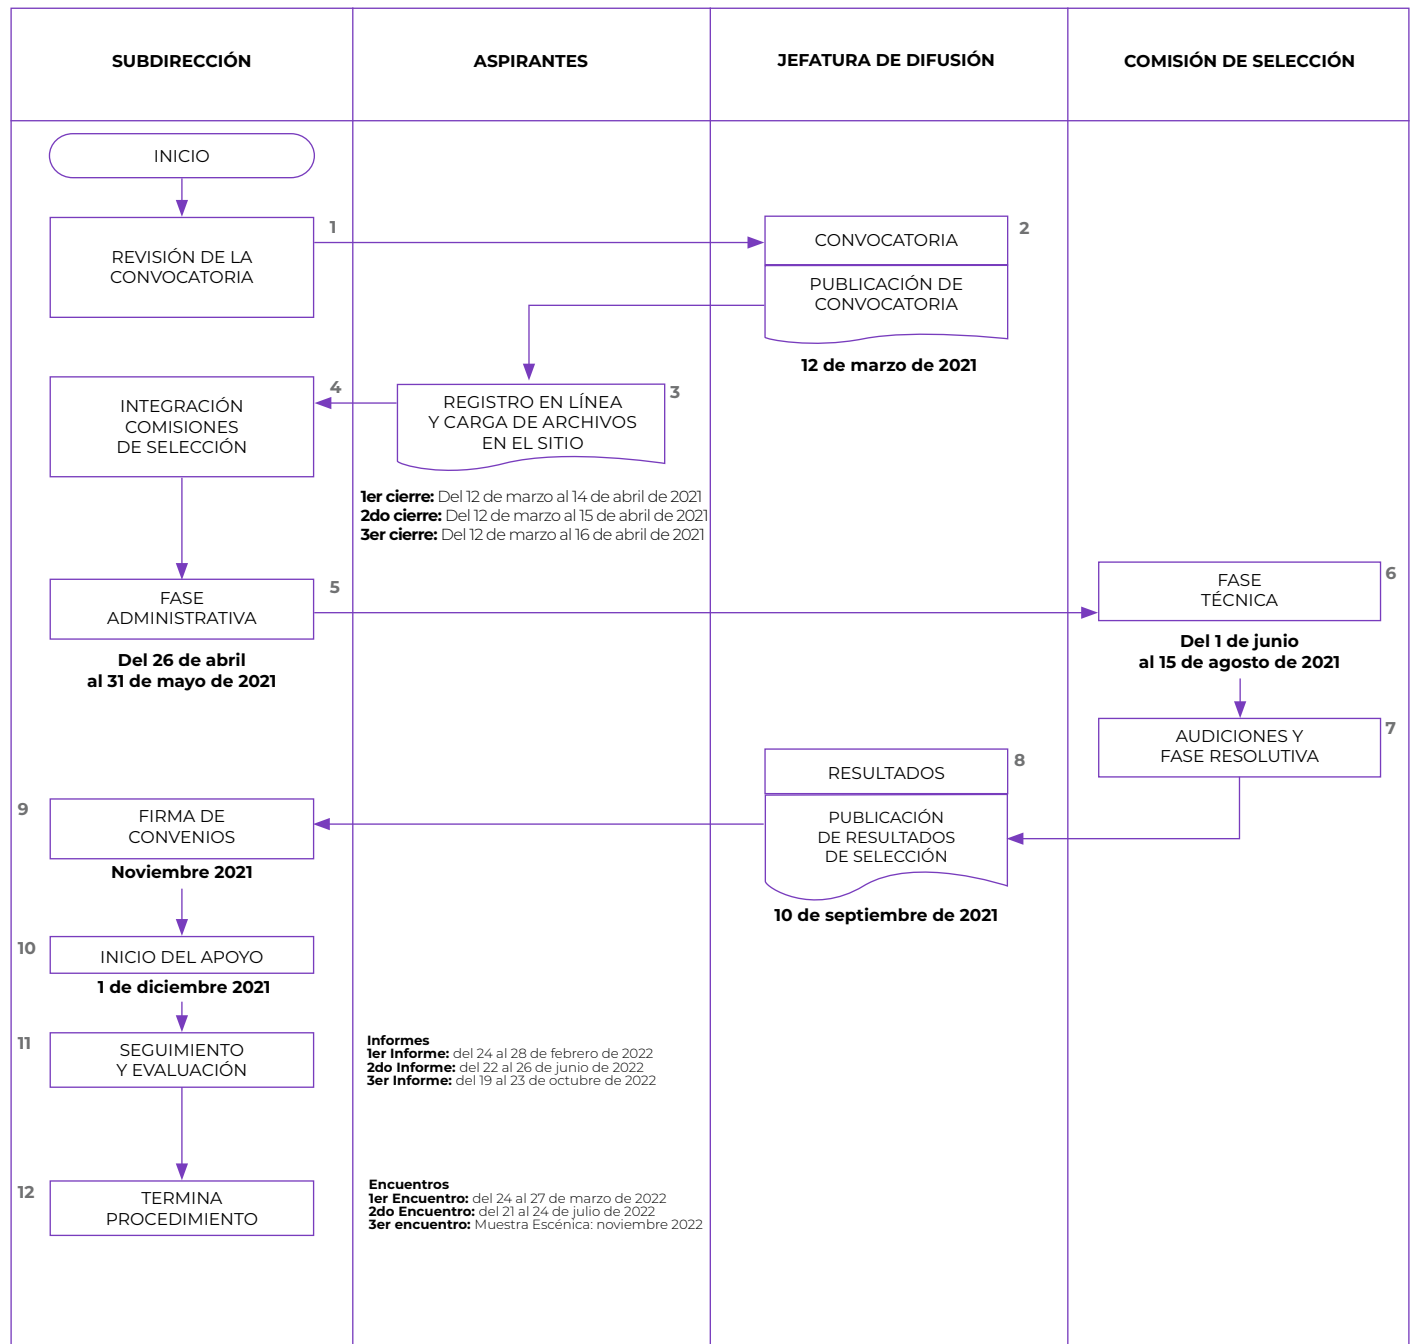 SUBDIRECCIÓN
ASPIRANTES
JEFATURA DE DIFUSIÓN
COMISIÓN DE SELECCIÓN
INICIO
1
REVISIÓN DE LA
CONVOCATORIA
2
CONVOCATORIA
PUBLICACIÓN DE
CONVOCATORIA
12 de marzo de 2021
3
REGISTRO EN LÍNEA
Y CARGA DE ARCHIVOS
EN EL SITIO
1er cierre: Del 12 de marzo al 14 de abril de 2021
2do cierre: Del 12 de marzo al 15 de abril de 2021
3er cierre: Del 12 de marzo al 16 de abril de 2021
4
INTEGRACIÓN
COMISIONES
DE SELECCIÓN
5
FASE
ADMINISTRATIVA
Del 26 de abril
al 31 de mayo de 2021
6
FASE
TÉCNICA
Del 1 de junio
al 15 de agosto de 2021
7
AUDICIONES Y
FASE RESOLUTIVA
8
RESULTADOS
PUBLICACIÓN
DE RESULTADOS
DE SELECCIÓN
10 de septiembre de 2021
9
FIRMA DE
CONVENIOS
Noviembre 2021
10
INICIO DEL APOYO
1 de diciembre 2021
11
SEGUIMIENTO
Y EVALUACIÓN
Informes
1er Informe: del 24 al 28 de febrero de 2022
2do Informe: del 22 al 26 de junio de 2022
3er Informe: del 19 al 23 de octubre de 2022
12
TERMINA
PROCEDIMIENTO
Encuentros
1er Encuentro: del 24 al 27 de marzo de 2022
2do Encuentro: del 21 al 24 de julio de 2022
3er encuentro: Muestra Escénica: noviembre 2022